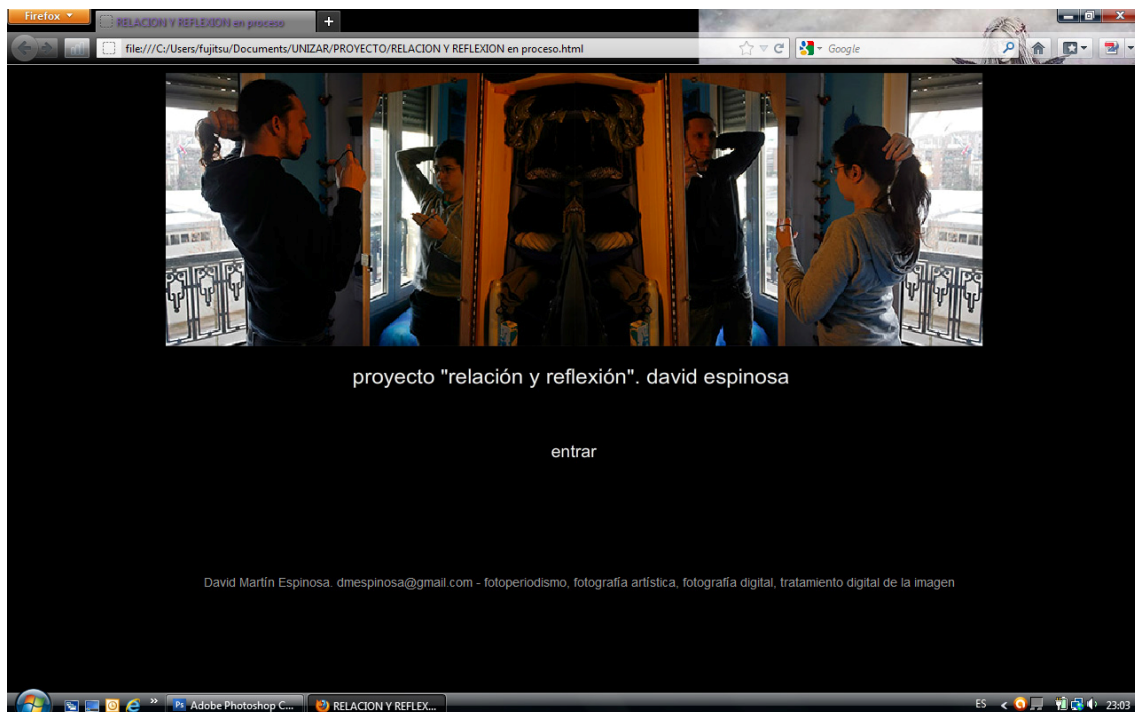 Firefox
RELACION Y REFLEXION en proceso
file:///C:/Users/fujitsu/Documents/UNIZAR/PROYECTO/RELACION Y REFLEXION en proceso.html
Google
proyecto "relación y reflexión". david espinosa
entrar
David Martín Espinosa. dmespinosa@gmail.com - fotoperiodismo, fotografía artística, fotografía digital, tratamiento digital de la imagen
Ps Adobe Photoshop C...
RELACION Y REFLEX...
ES
23:03